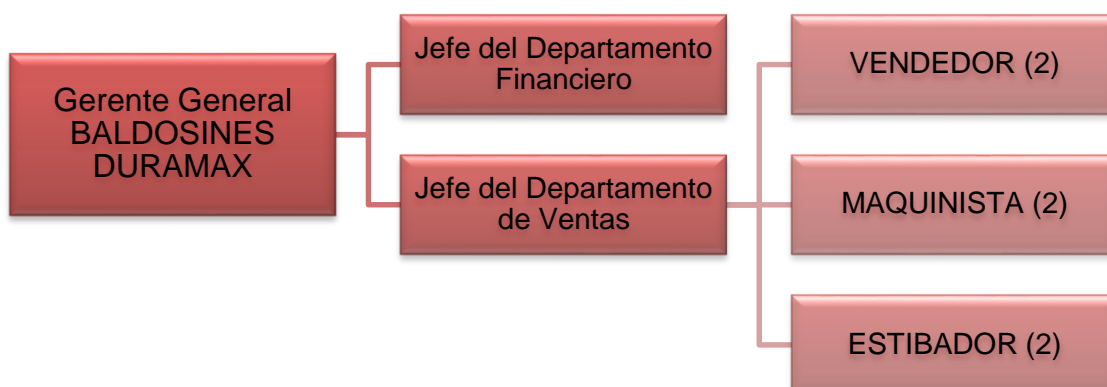 Gerente General
BALDOSINES
DURAMAX
Jefe del Departamento
Financiero
Jefe del Departamento
de Ventas
VENDEDOR (2)
MAQUINISTA (2)
ESTIBADOR (2)